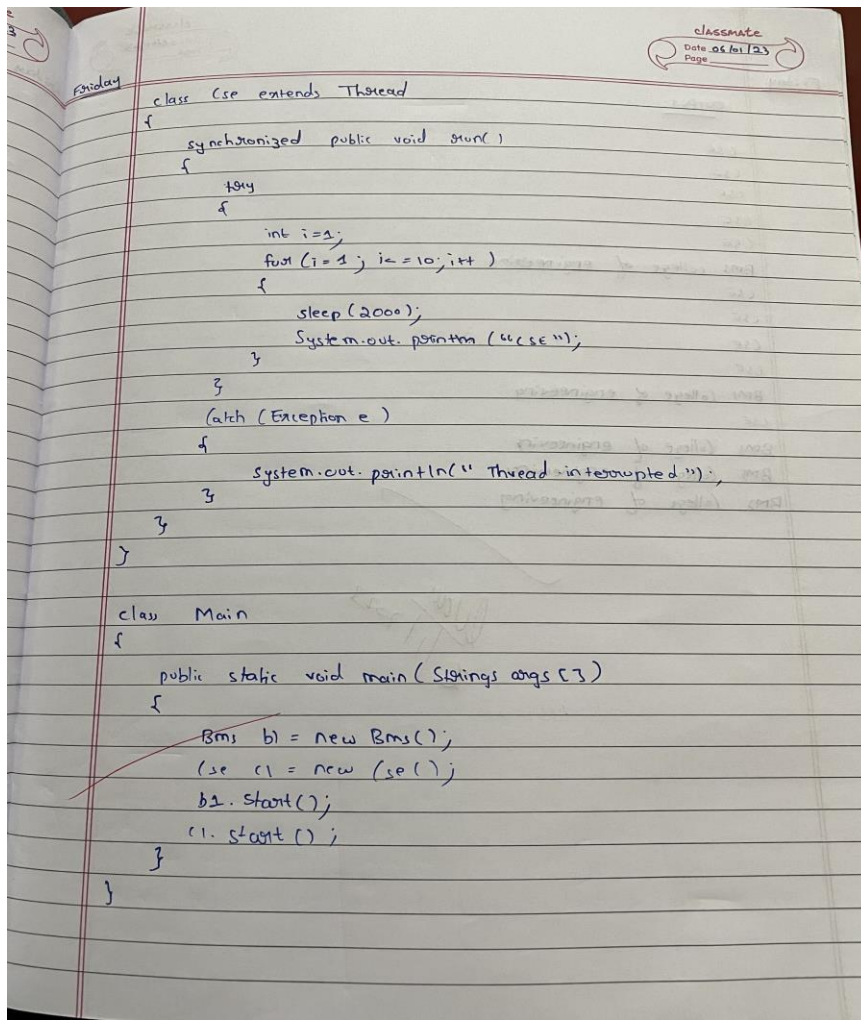 classmate
Date 06/01/23
Page
Friday
class Cse extends Thread
{
synchronized public void run()
{
try
{
int i=1;
for (i=1; i<=10; i++)
{
sleep(2000);
System.out.println ("CSE");
}
}
Catch (Exception e)
{
System.out.println(" Thread interrupted");
}
}
}
class Main
{
public static void main(Strings args[])
{
Bms b1 = new Bms();
Cse c1 = new Cse();
b1.start();
c1.start();
}
}